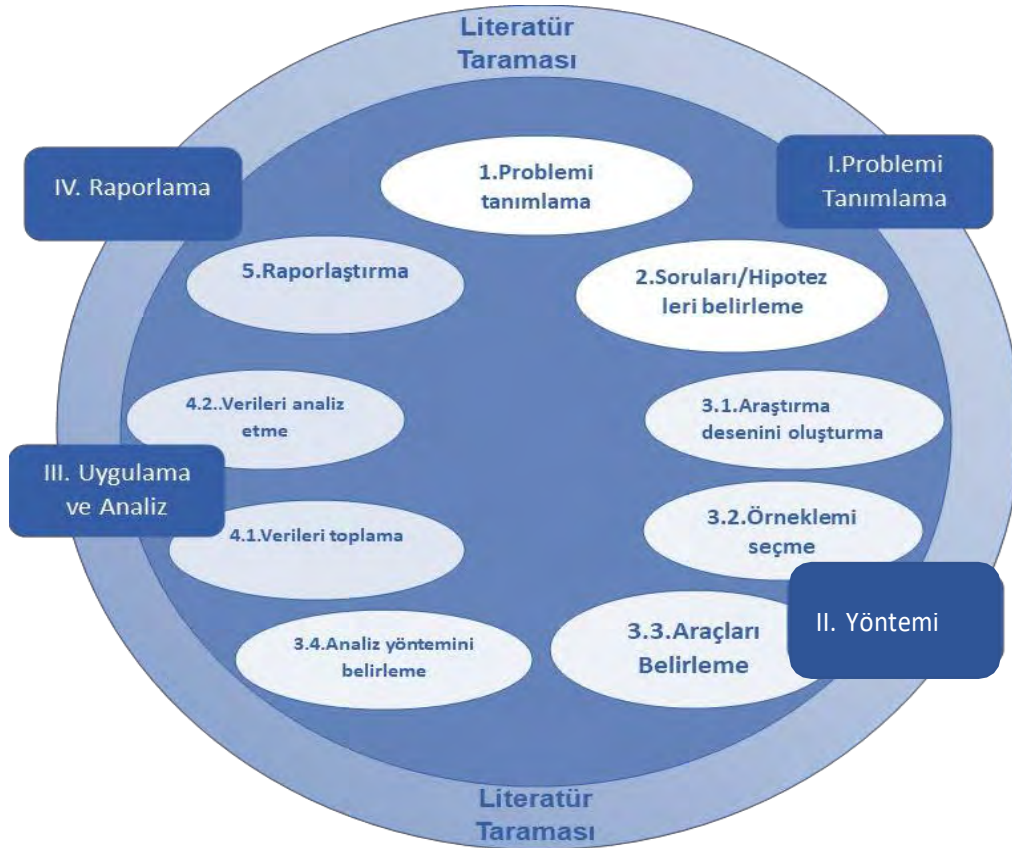 Literatür
Taraması
I.Problemi
Tanımlama
IV. Raporlama
1.Problemi
tanımlama
5.Raporlaştırma
2.Soruları/Hipotez
leri belirleme
4.2..Verileri analiz
etme
3.1.Araştırma
desenini oluşturma
III. Uygulama
ve Analiz
3.2.Örneklemi
seçme
4.1.Verileri toplama
II. Yöntemi
3.3.Araçları
Belirleme
3.4.Analiz yöntemini
belirleme
Literatür
Taraması